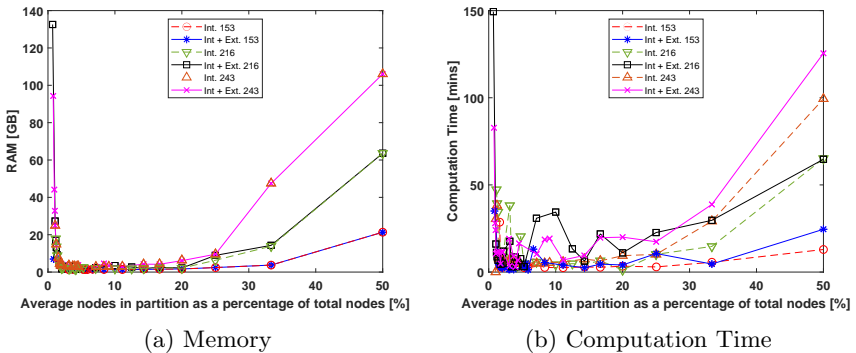 140
120
100
80
60
40
20
0
RAM [GB]
Int. 153
Int + Ext. 153
Int. 216
Int + Ext. 216
Int. 243
Int + Ext. 243
0 10 20 30 40 50
Average nodes in partition as a percentage of total nodes [%]
(a) Memory
150
100
50
0
Computation Time [mins]
Int. 153
Int + Ext. 153
Int. 216
Int + Ext. 216
Int. 243
Int + Ext. 243
0 10 20 30 40 50
Average nodes in partition as a percentage of total nodes [%]
(b) Computation Time